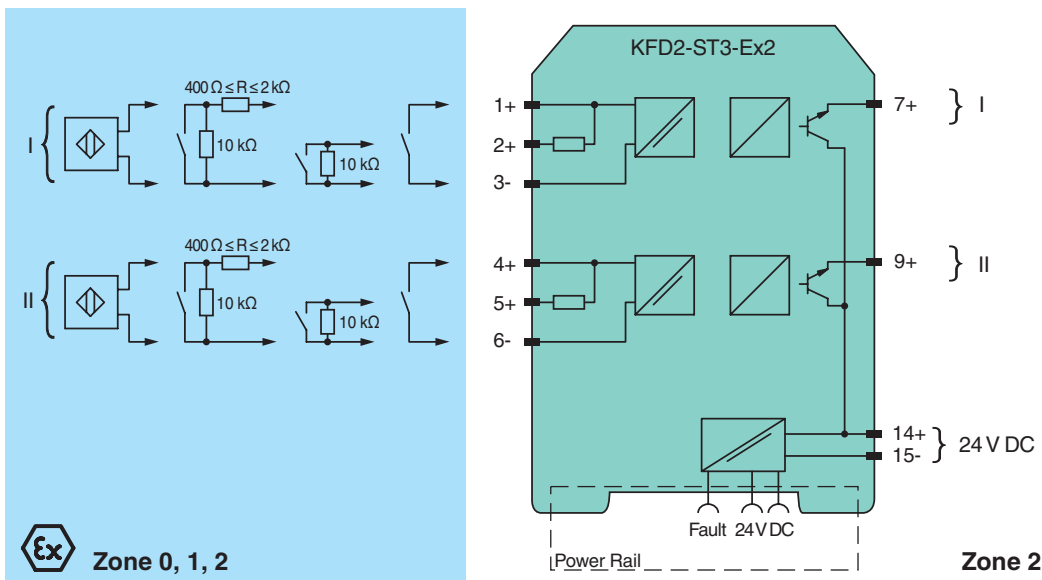 KFD2-ST3-Ex2
400 Ω ≤ R ≤ 2 kΩ
1+
7+
I
I
10 kΩ
10 kΩ
2+
3-
400 Ω ≤ R ≤ 2 kΩ
4+
9+
II
II
10 kΩ
10 kΩ
5+
6-
14+
24 V DC
15-
Fault 24 V DC
Ex
Zone 0, 1, 2
Power Rail
Zone 2